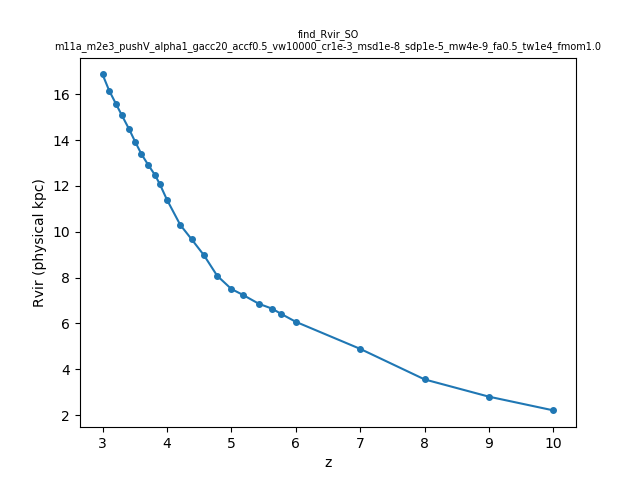 find_Rvir_SO
m11a_m2e3_pushV_alpha1_gacc20_accf0.5_vw10000_cr1e-3_msd1e-8_sdp1e-5_mw4e-9_fa0.5_tw1e4_fmom1.0
Rvir (physical kpc)
16
14
12
10
8
6
4
2
3 4 5 6 7 8 9 10
z